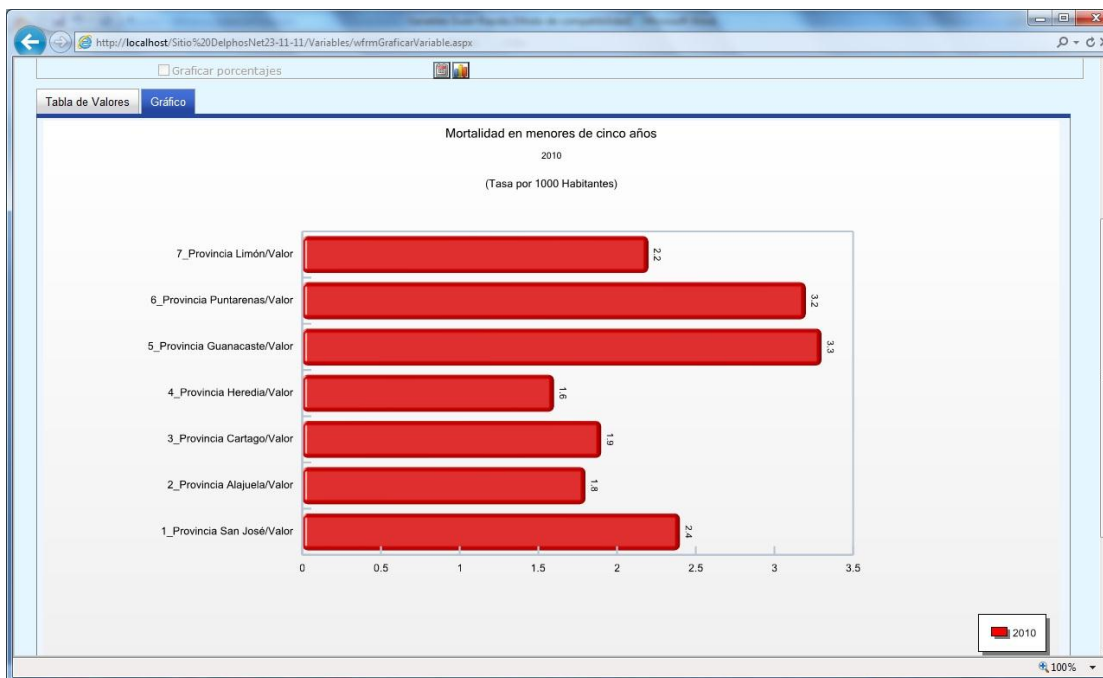 http://localhost/Sitio%20DelphosNet23-11-11/Variables/wfrmGraficarVariable.aspx
Graficar porcentajes
Tabla de Valores Gráfico
Mortalidad en menores de cinco años
2010
(Tasa por 1000 Habitantes)
7_Provincia Limón/Valor 2.2
6_Provincia Puntarenas/Valor 3.2
5_Provincia Guanacaste/Valor 3.3
4_Provincia Heredia/Valor 1.6
3_Provincia Cartago/Valor 1.9
2_Provincia Alajuela/Valor 1.8
1_Provincia San José/Valor 2.4
0 0.5 1 1.5 2 2.5 3 3.5
2010
100%